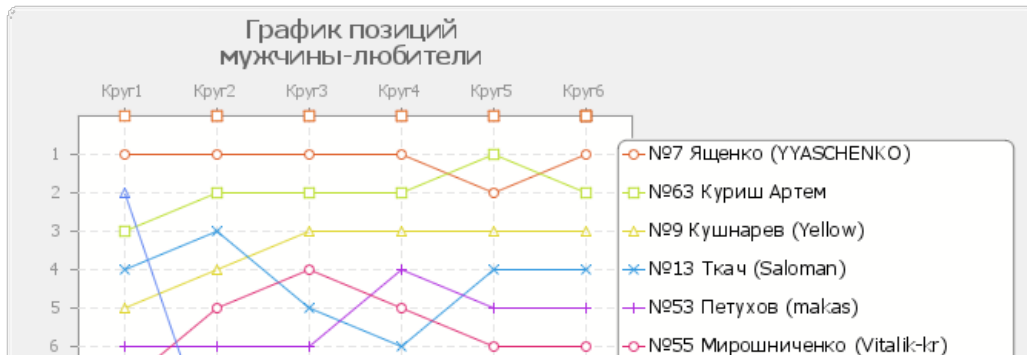 График позиций
мужчины-любители
Круг1 Круг2 Круг3 Круг4 Круг5 Круг6
1
№7 Ященко (YYASCHENKO)
2
№63 Куриш Артем
3
№9 Кушнарев (Yellow)
4
№13 Ткач (Saloman)
5
№53 Петухов (makas)
6
№55 Мирошниченко (Vitalik-kr)